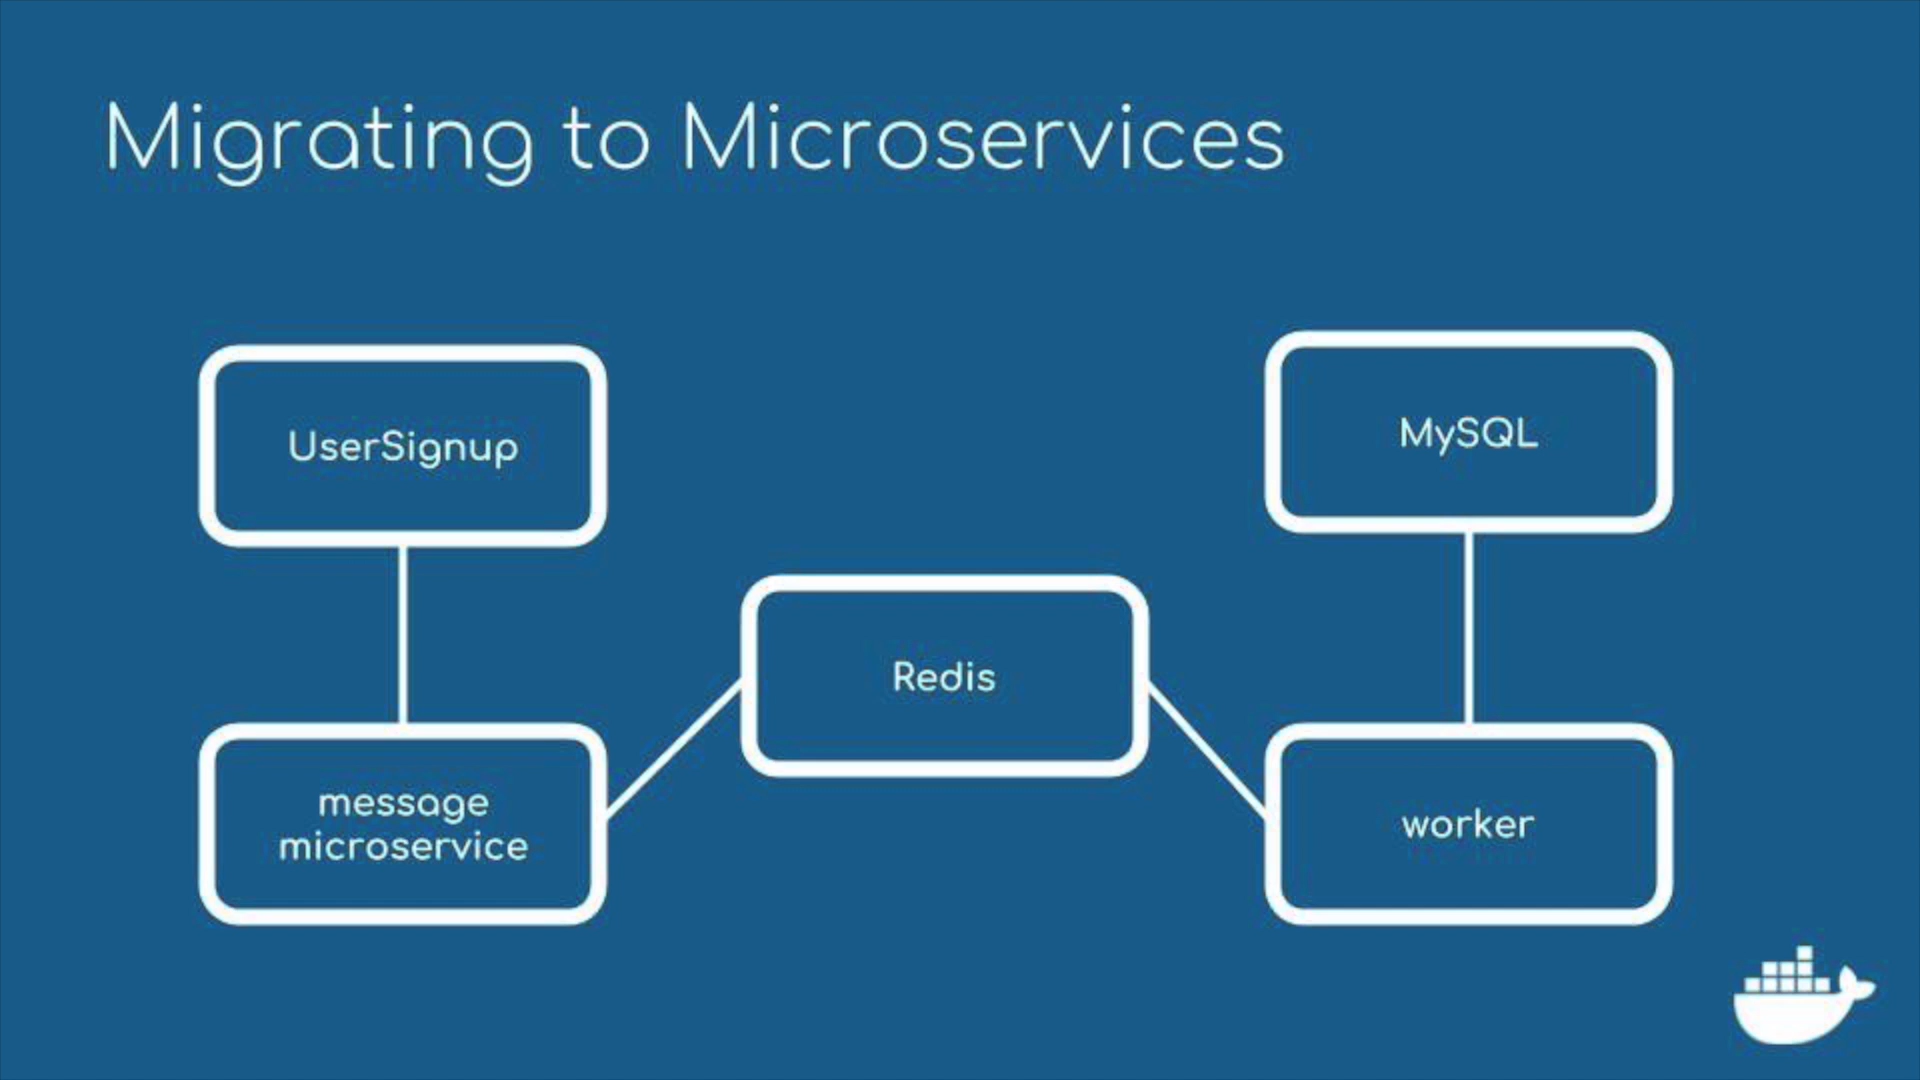 Migrating to Microservices
UserSignup
MySQL
Redis
message
microservice
worker